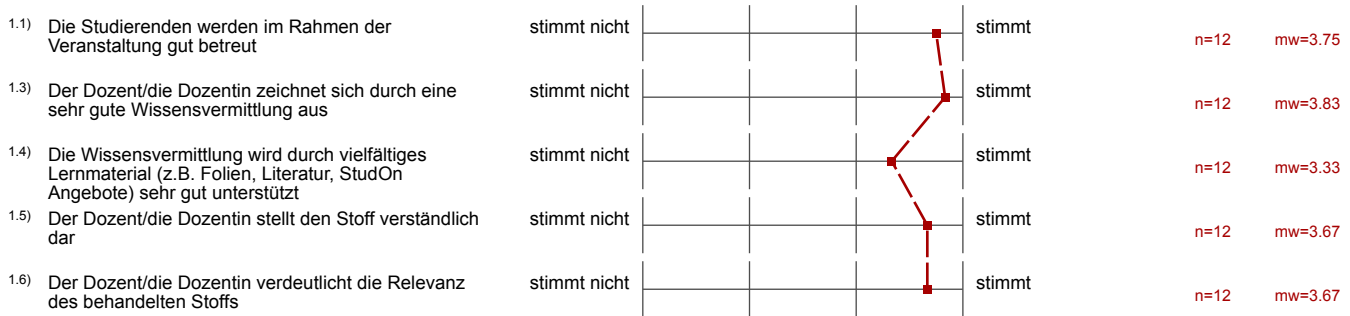 1.1) Die Studierenden werden im Rahmen der Veranstaltung gut betreut stimmt nicht stimmt n=12 mw=3.75
1.3) Der Dozent/die Dozentin zeichnet sich durch eine sehr gute Wissensvermittlung aus stimmt nicht stimmt n=12 mw=3.83
1.4) Die Wissensvermittlung wird durch vielfältiges Lernmaterial (z.B. Folien, Literatur, StudOn Angebote) sehr gut unterstützt stimmt nicht stimmt n=12 mw=3.33
1.5) Der Dozent/die Dozentin stellt den Stoff verständlich dar stimmt nicht stimmt n=12 mw=3.67
1.6) Der Dozent/die Dozentin verdeutlicht die Relevanz des behandelten Stoffs stimmt nicht stimmt n=12 mw=3.67